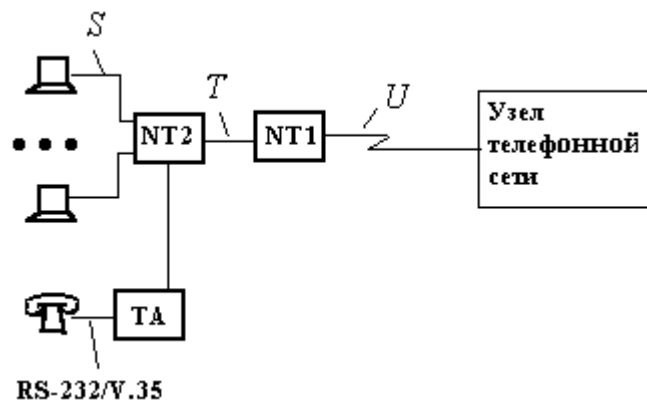 S
T
U
NT2
NT1
Узел
телефонной
сети
TA
RS-232/V.35